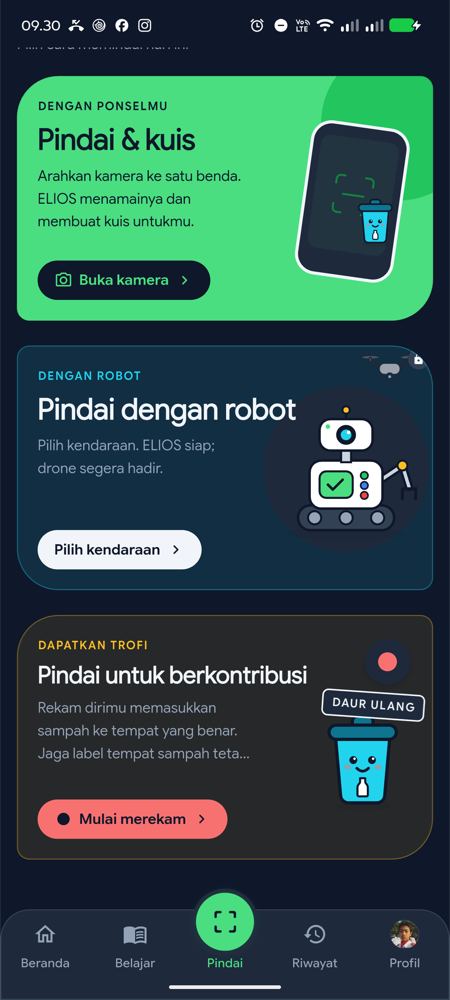 09.30
Vo))
LTE
DENGAN PONSELMU
Pindai & kuis
Arahkan kamera ke satu benda.
ELIOS menamainya dan
membuat kuis untukmu.
Buka kamera
DENGAN ROBOT
Pindai dengan robot
Pilih kendaraan. ELIOS siap;
drone segera hadir.
Pilih kendaraan
DAPATKAN TROFI
Pindai untuk berkontribusi
Rekam dirimu memasukkan
sampah ke tempat yang benar.
Jaga label tempat sampah teta...
DAUR ULANG
Mulai merekam
Beranda
Belajar
Pindai
Riwayat
Profil